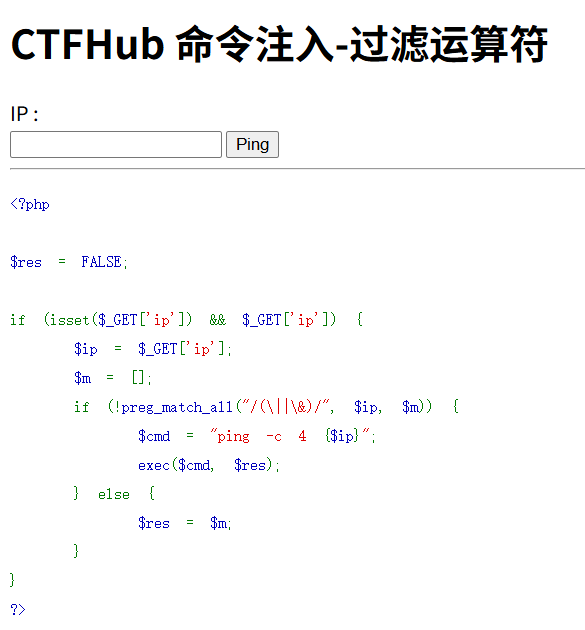 CTFHub 命令注入-过滤运算符
IP :
Ping
<?php
$res = FALSE;
if (isset($_GET['ip']) && $_GET['ip']) {
$ip = $_GET['ip'];
$m = [];
if (!preg_match_all("/(\||\&)/", $ip, $m)) {
$cmd = "ping -c 4 {$ip}";
exec($cmd, $res);
} else {
$res = $m;
}
}
?>